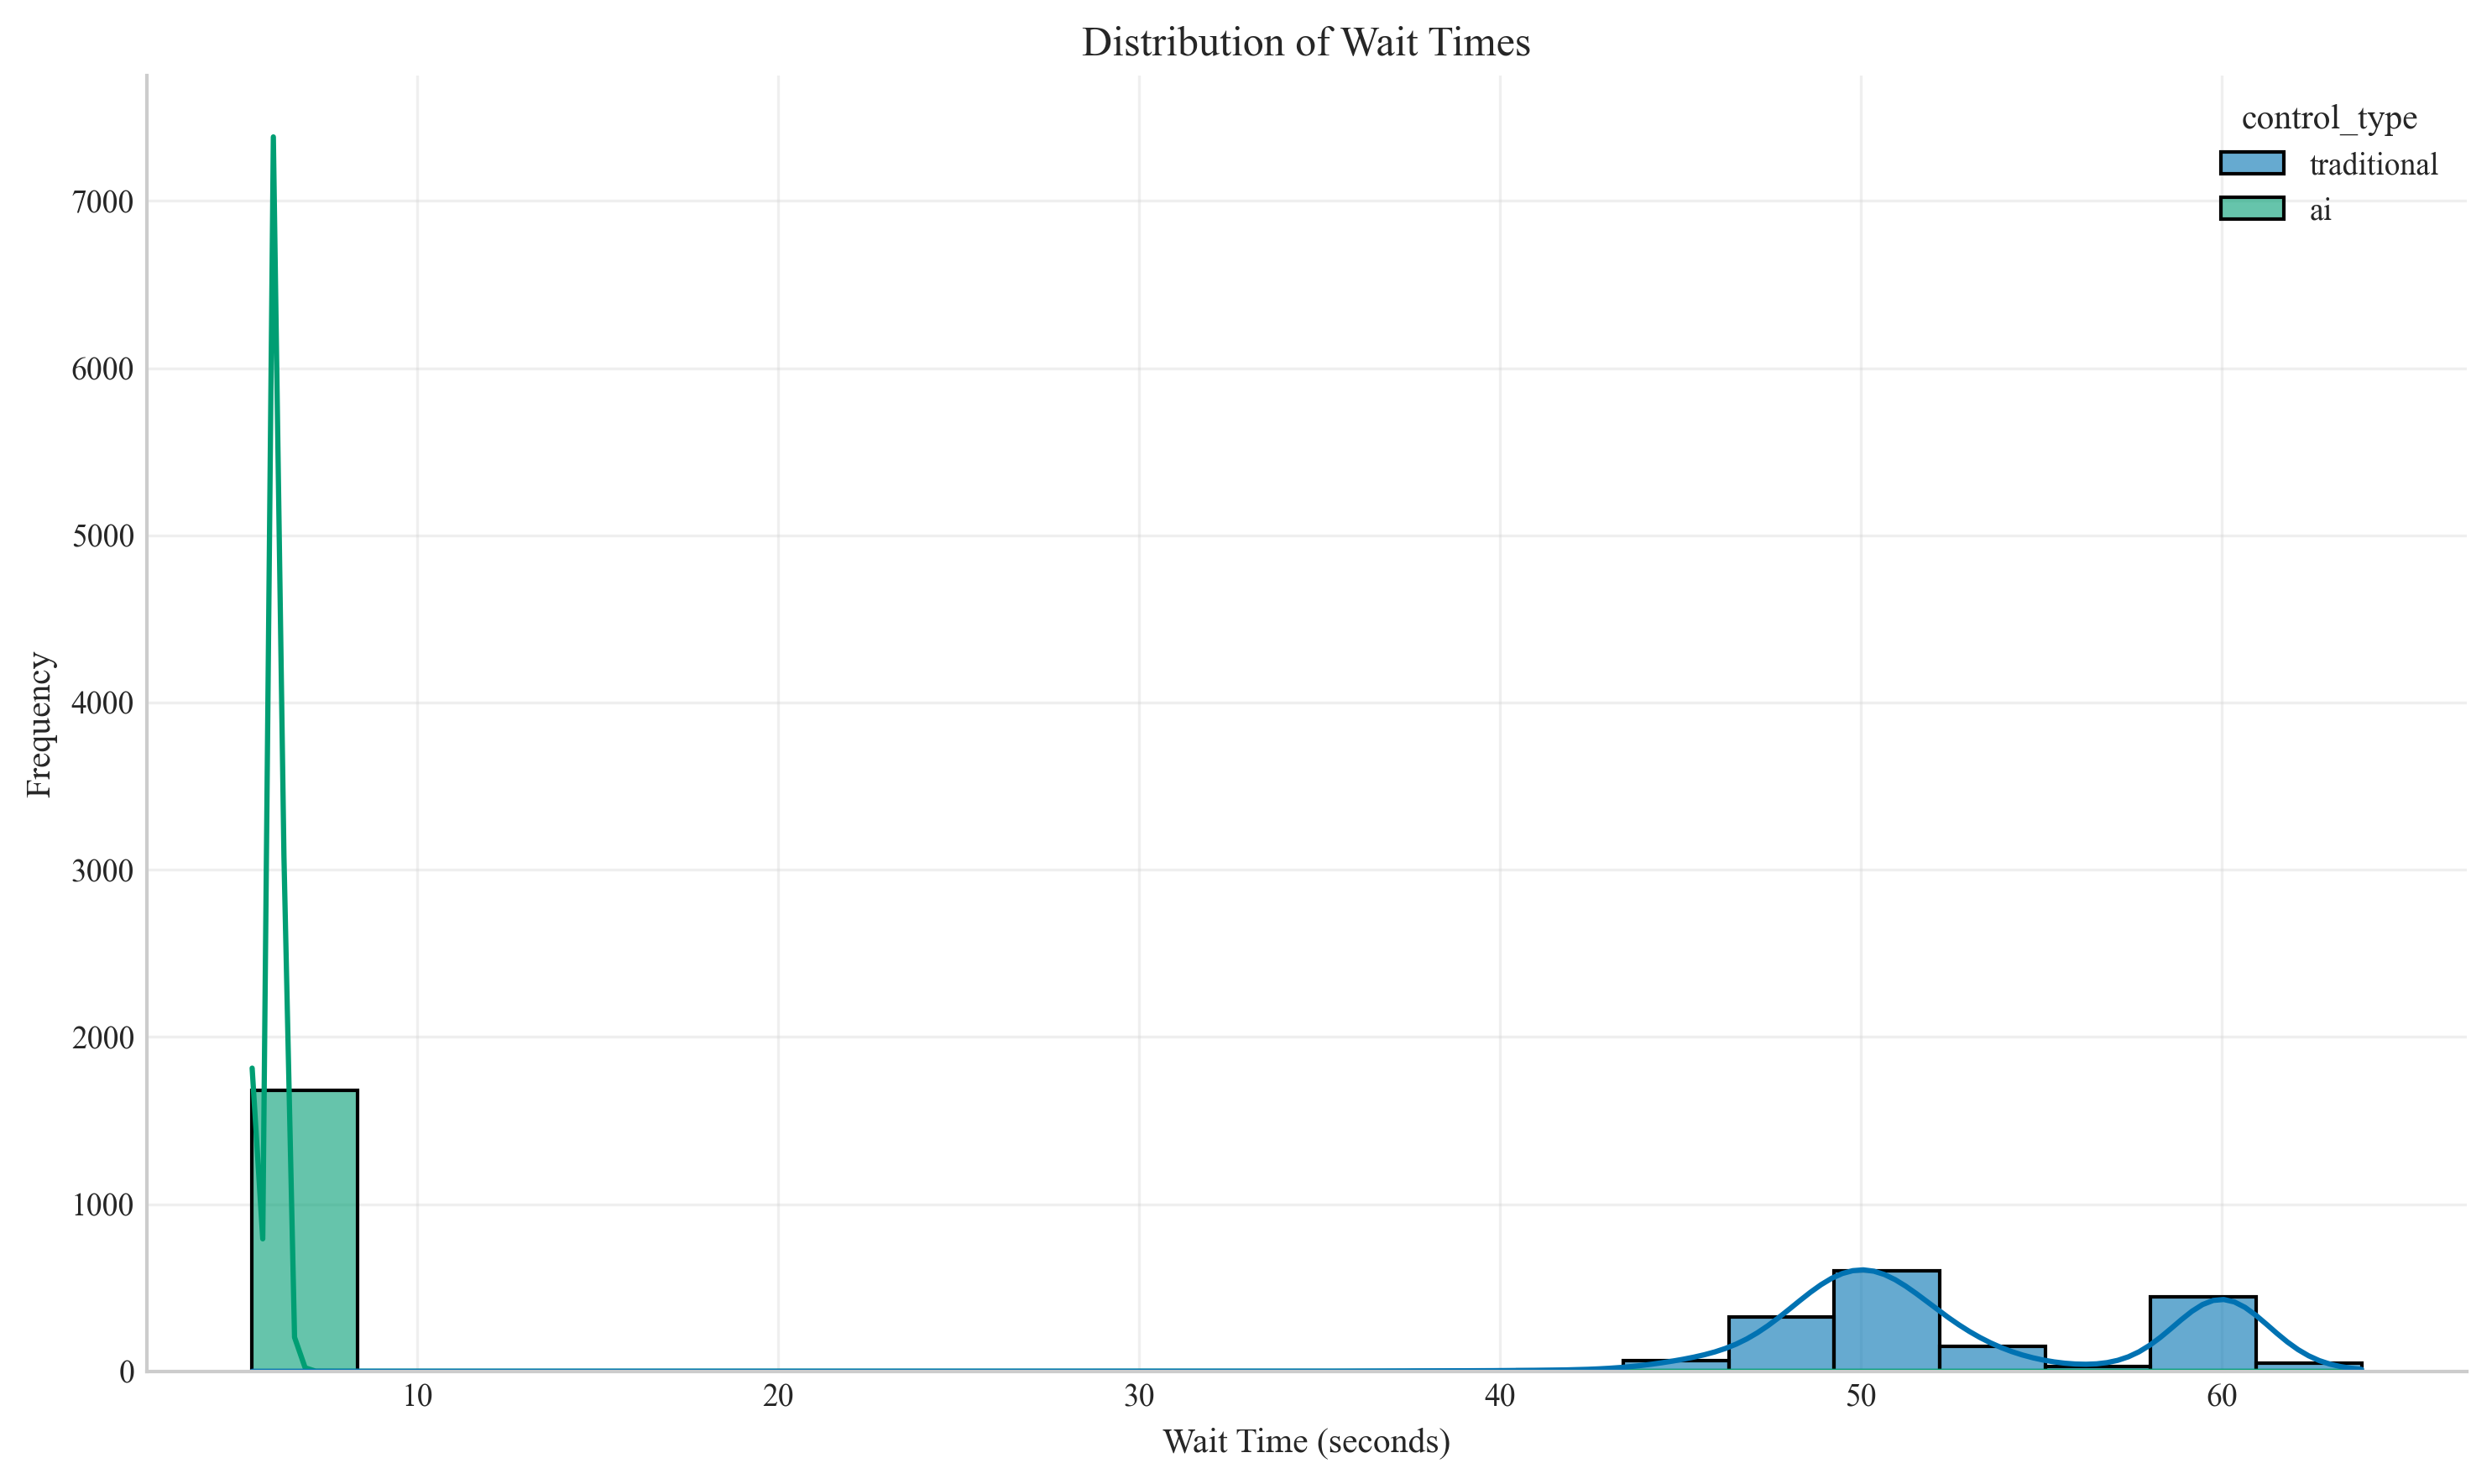 Distribution of Wait Times
control_type
traditional
ai
7000
6000
5000
4000
3000
2000
1000
0
Frequency
10 20 30 40 50 60
Wait Time (seconds)